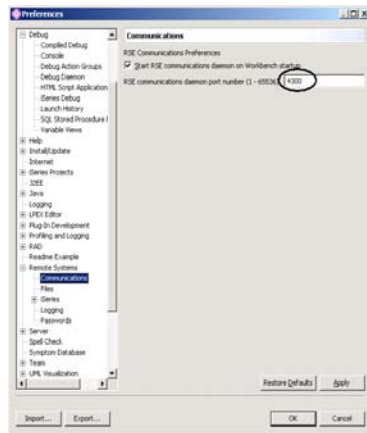 Preferences
Debug
Compiled Debug
Console
Debug Action Groups
Debug Daemon
HTML Script Application
iSeries Debug
Launch History
SQL Stored Procedure
Variable Views
Help
Install/Update
Internet
iSeries Projects
J2EE
Java
Logging
LPEX Editor
Plug-In Development
Profiling and Logging
RAD
Readme Example
Remote Systems
Communications
Files
iSeries
Logging
Passwords
Server
Spell Check
Symptom Database
Team
UML Visualization
Communications
RSE Communications Preferences
Start RSE communications daemon on Workbench startup
RSE communications daemon port number (1 - 65536) 4300
Restore Defaults
Apply
Import...
Export...
OK
Cancel